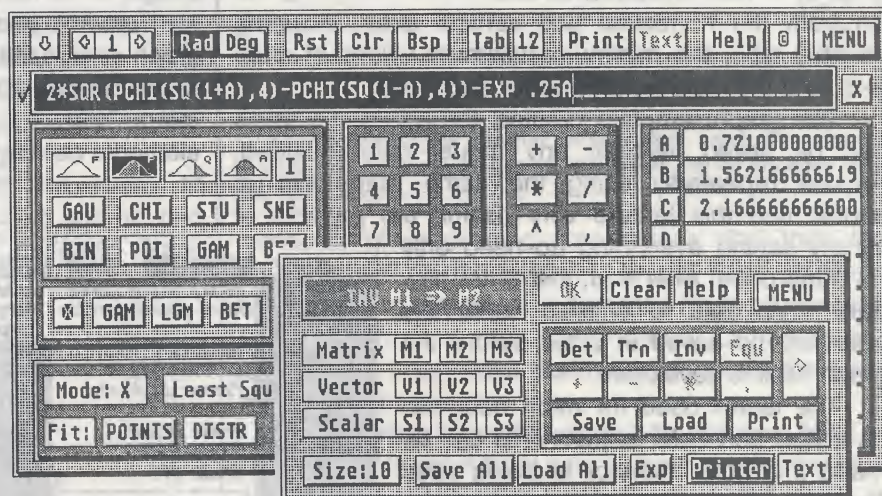 1 Rad Deg Rst Clr Bsp Tab 12 Print Text Help MENU
2*SQR(PCHI(SQ(1+A),4)-PCHI(SQ(1-A),4))-EXP .25A X
F P Q A I
GAU CHI STU SNE
BIN POI GAM BET
GAM LGM BET
Mode: X Least Squ
Fit: POINTS DISTR
1 2 3
4 5 6
7 8 9
+ -
* /
^ ,
A 0.721000000000
B 1.562166666619
C 2.166666666600
D
INV M1 => M2 OK Clear Help MENU
Matrix M1 M2 M3 Det Trn Inv Equ
Vector V1 V2 V3 + - * ,
Scalar S1 S2 S3 Save Load Print
Size:10 Save All Load All Exp Printer Text